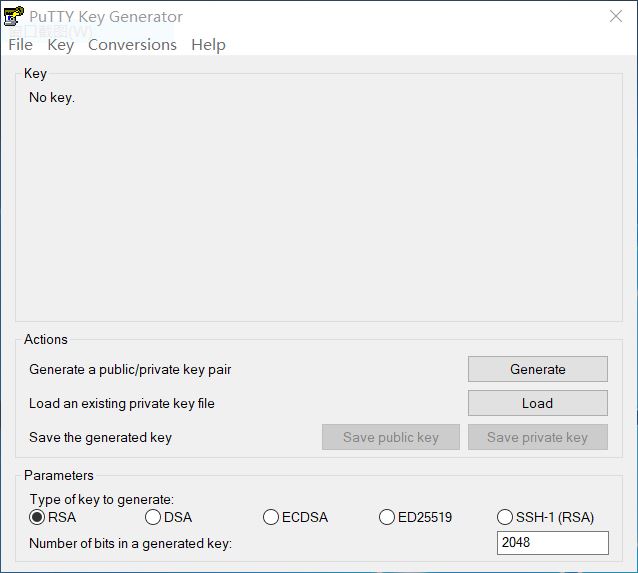 PuTTY Key Generator
窗口截图(W)
File Key Conversions Help
Key
No key.
Actions
Generate a public/private key pair Generate
Load an existing private key file Load
Save the generated key Save public key Save private key
Parameters
Type of key to generate:
RSA DSA ECDSA ED25519 SSH-1 (RSA)
Number of bits in a generated key: 2048